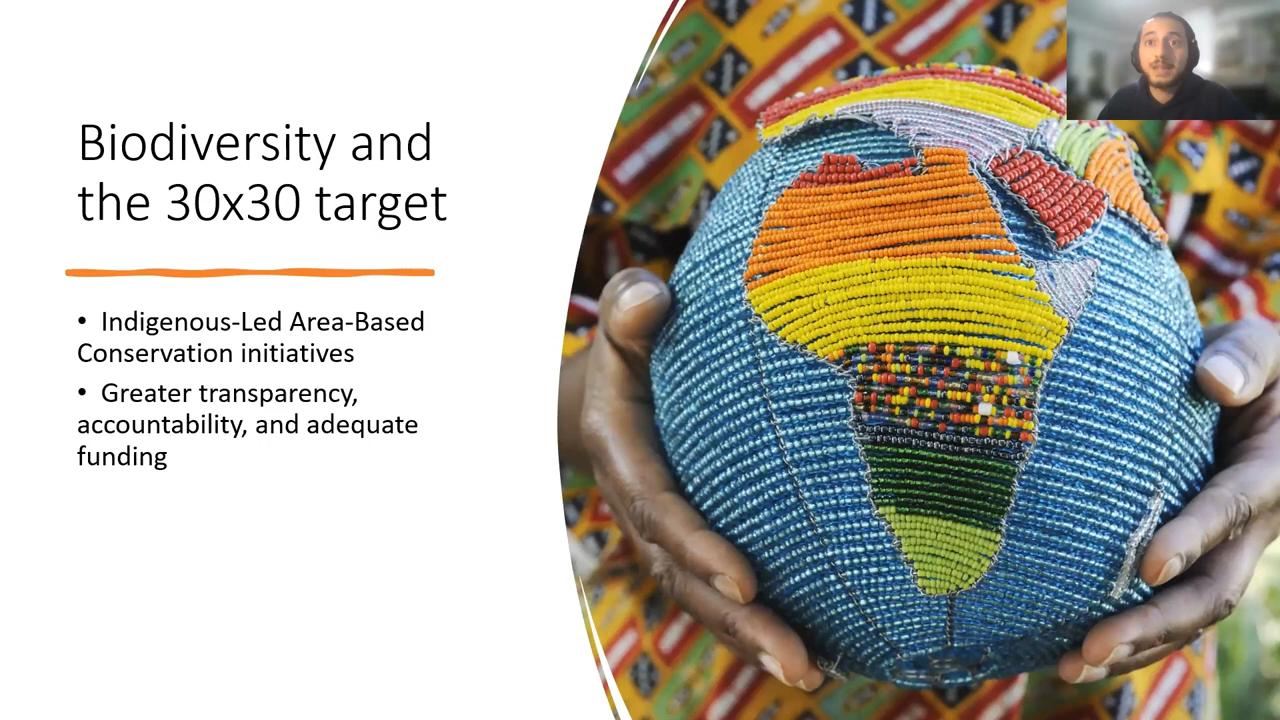 Biodiversity and
the 30x30 target
• Indigenous-Led Area-Based
Conservation initiatives
• Greater transparency,
accountability, and adequate
funding